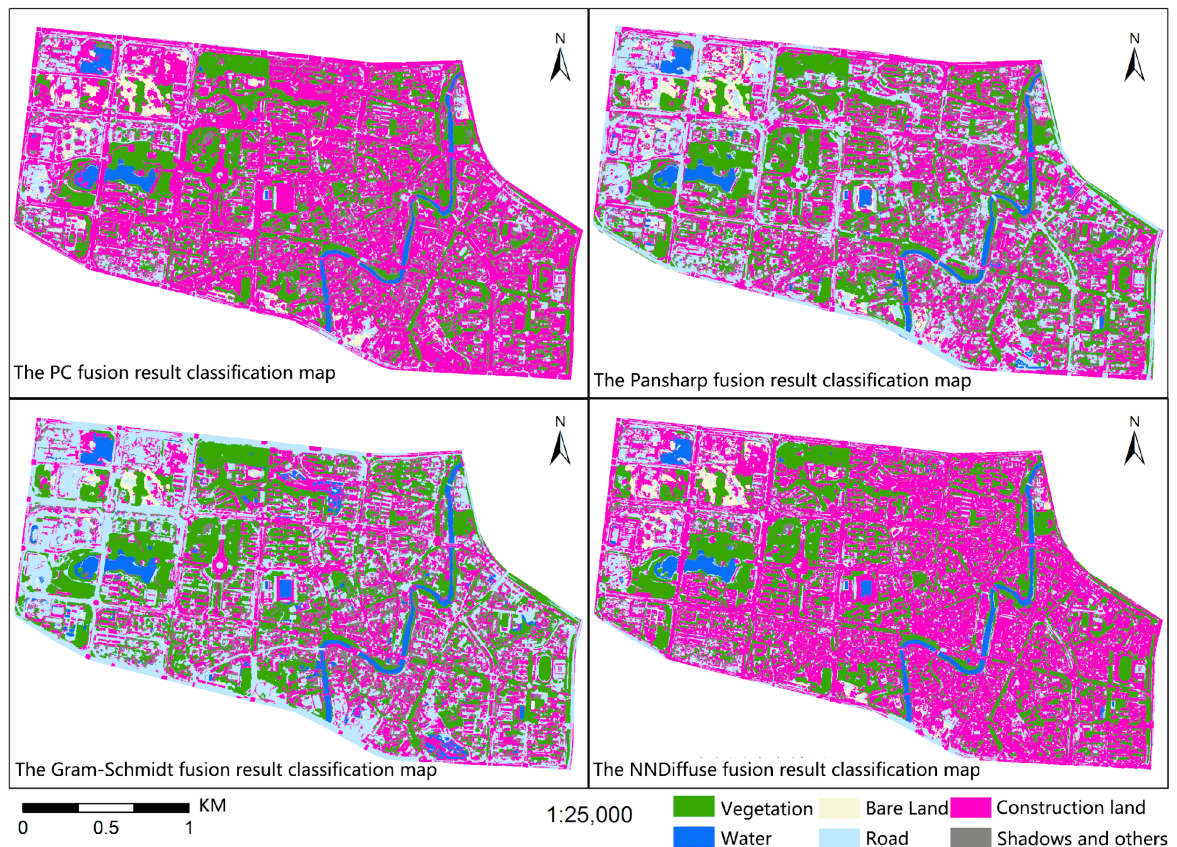 N
N
The PC fusion result classification map
The Pansharp fusion result classification map
N
N
The Gram-Schmidt fusion result classification map
The NNDiffuse fusion result classification map
KM
0 0.5 1
1:25,000
Vegetation Bare Land Construction land
Water Road Shadows and others